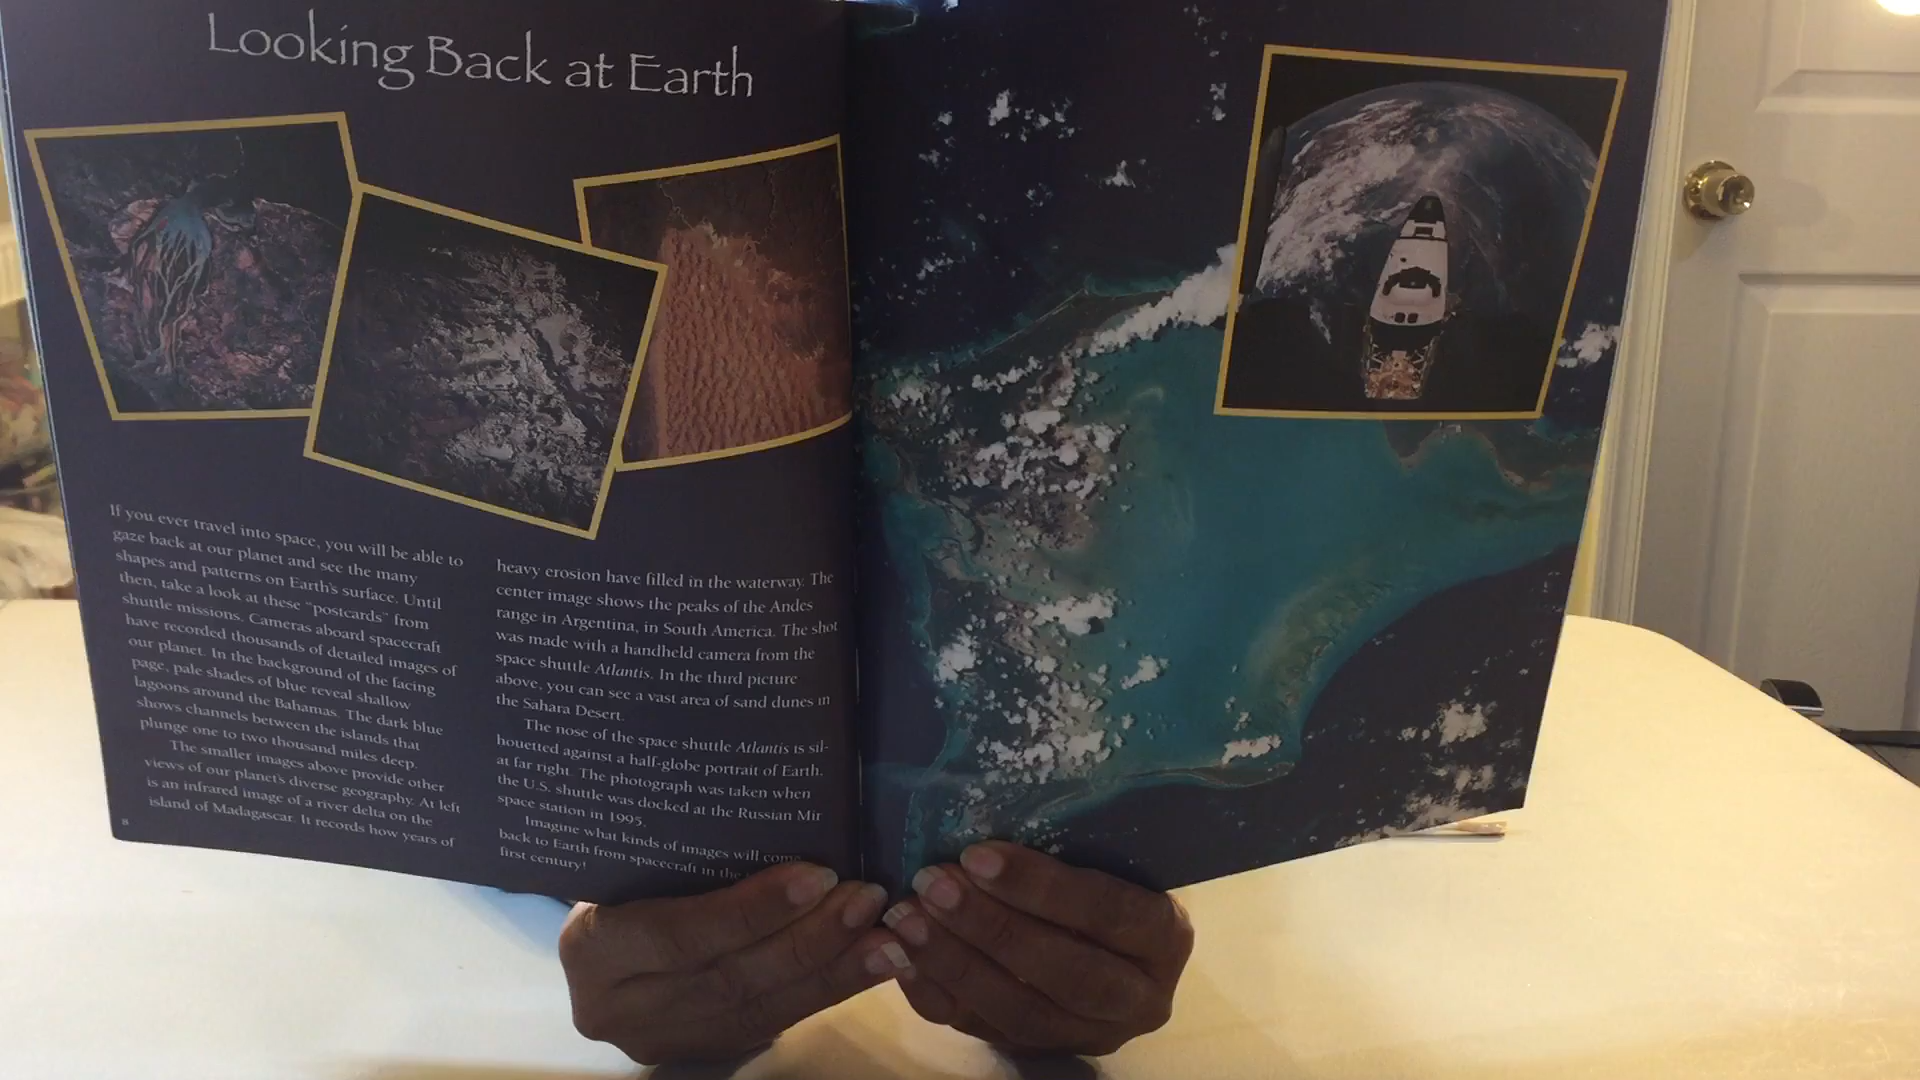 Looking Back at Earth
If you ever travel into space, you will be able to
gaze back at our planet and see the many
shapes and patterns on Earth's surface. Until
then, take a look at these "postcards" from
shuttle missions. Cameras aboard spacecraft
have recorded thousands of detailed images of
our planet. In the background of the facing
page, pale shades of blue reveal shallow
lagoons around the Bahamas. The dark blue
shows channels between the islands that
plunge one to two thousand miles deep.
The smaller images above provide other
views of our planet's diverse geography. At left
is an infrared image of a river delta on the
island of Madagascar. It records how years of
8
heavy erosion have filled in the waterway. The
center image shows the peaks of the Andes
range in Argentina, in South America. The shot
was made with a handheld camera from the
space shuttle Atlantis. In the third picture
above, you can see a vast area of sand dunes in
the Sahara Desert.
The nose of the space shuttle Atlantis is sil-
houetted against a half-globe portrait of Earth.
at far right. The photograph was taken when
the U.S. shuttle was docked at the Russian Mir
space station in 1995.
Imagine what kinds of images will come
back to Earth from spacecraft in the
first century!